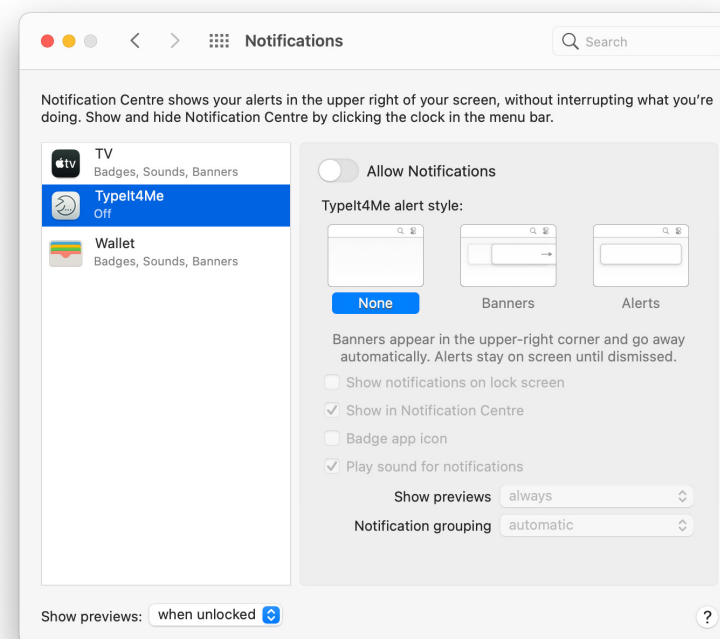 Notifications
Search
Notification Centre shows your alerts in the upper right of your screen, without interrupting what you're
doing. Show and hide Notification Centre by clicking the clock in the menu bar.
tv
TV
Badges, Sounds, Banners
TypeIt4Me
Off
Wallet
Badges, Sounds, Banners
Allow Notifications
TypeIt4Me alert style:
None
Banners
Alerts
Banners appear in the upper-right corner and go away
automatically. Alerts stay on screen until dismissed.
Show notifications on lock screen
Show in Notification Centre
Badge app icon
Play sound for notifications
Show previews always
Notification grouping automatic
Show previews: when unlocked
?